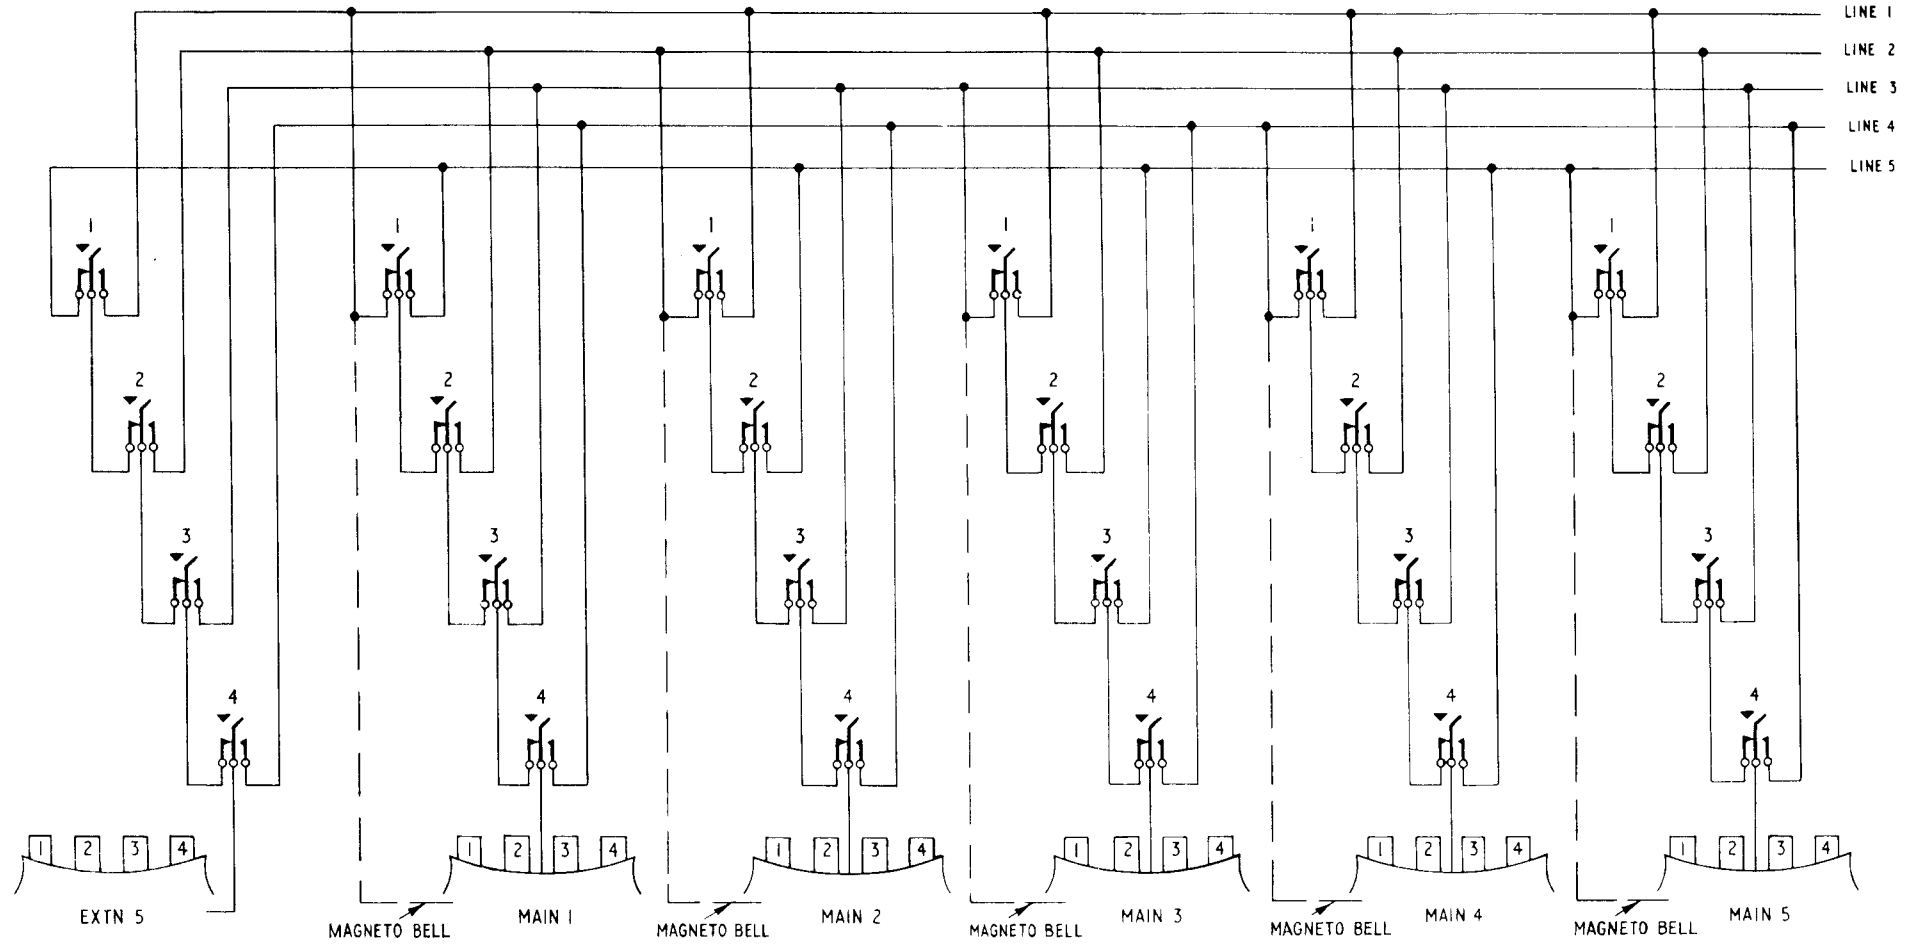 LINE 1
LINE 2
LINE 3
LINE 4
LINE 5
1 1 1 1 1 1
2 2 2 2 2 2
3 3 3 3 3 3
4 4 4 4 4 4
1 2 3 4 1 2 3 4 1 2 3 4 1 2 3 4 1 2 3 4 1 2 3 4
EXTN 5 MAIN 1 MAIN 2 MAIN 3 MAIN 4 MAIN 5
MAGNETO BELL MAGNETO BELL MAGNETO BELL MAGNETO BELL MAGNETO BELL